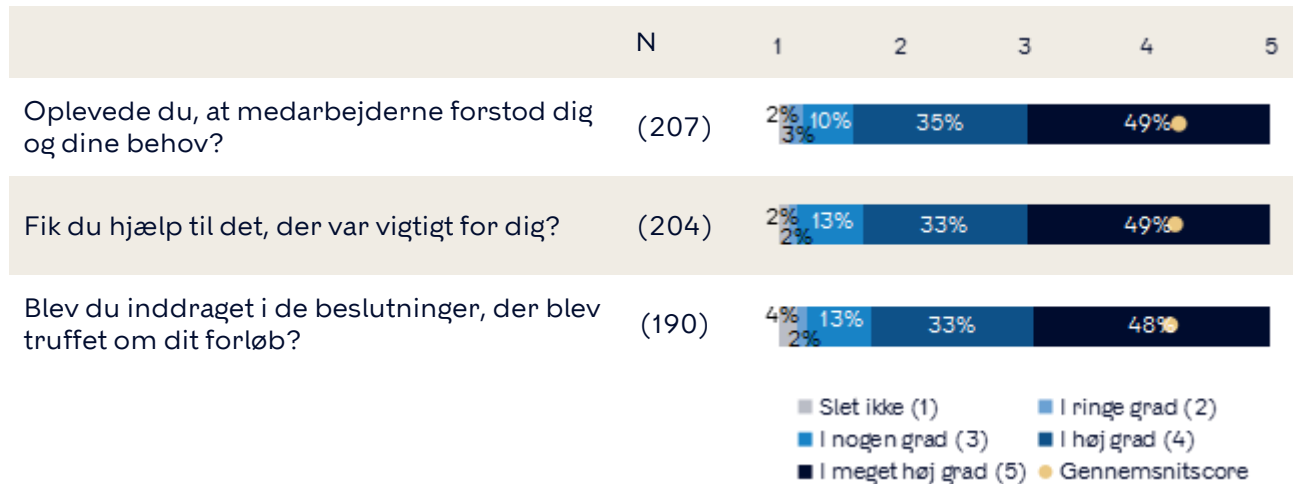 N 1 2 3 4 5
Oplevede du, at medarbejderne forstod dig
og dine behov?
(207) 2% 3% 10% 35% 49%
Fik du hjælp til det, der var vigtigt for dig? (204) 2% 2% 13% 33% 49%
Blev du inddraget i de beslutninger, der blev
truffet om dit forløb?
(190) 4% 2% 13% 33% 48%
Slet ikke (1) I ringe grad (2)
I nogen grad (3) I høj grad (4)
I meget høj grad (5) Gennemsnitscore